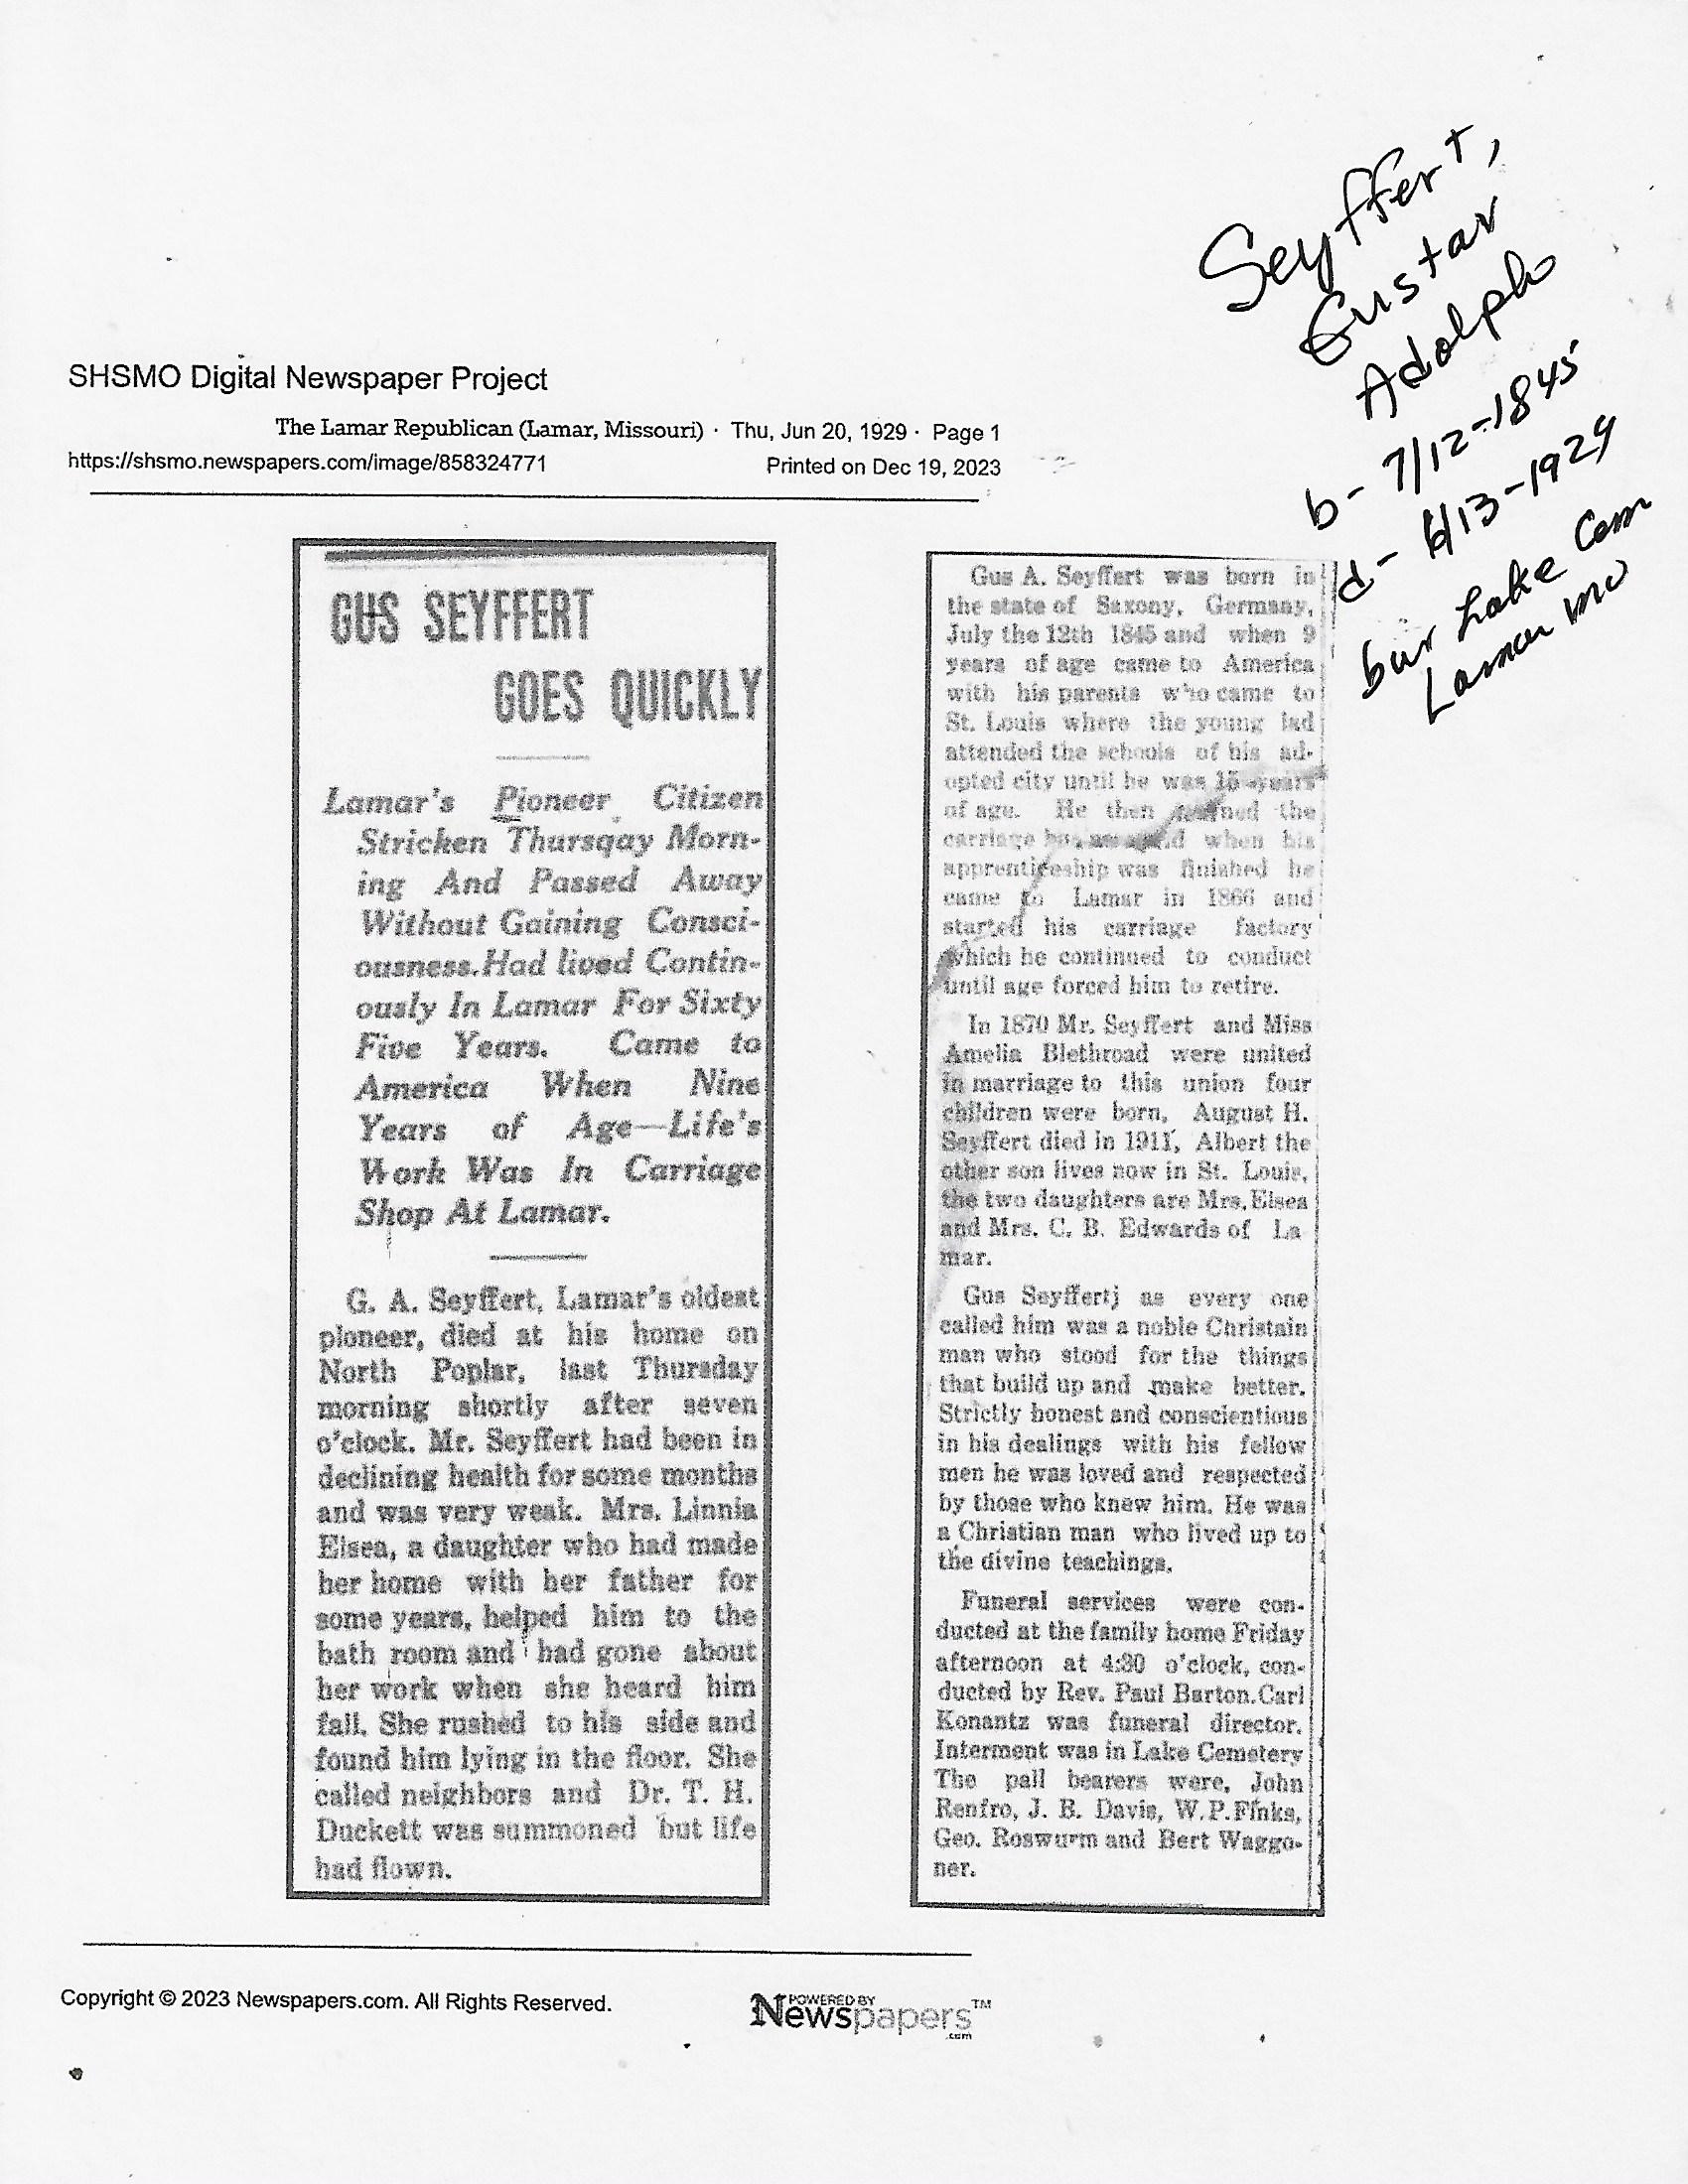 Seyffert,
Gustav
Adolph
b- 7/12-1845
d- 6/13-1929
bur Lake Cem
Lamar Mo
SHSMO Digital Newspaper Project
The Lamar Republican (Lamar, Missouri) · Thu, Jun 20, 1929 · Page 1
https://shsmo.newspapers.com/image/858324771
Printed on Dec 19, 2023
GUS SEYFFERT
GOES QUICKLY
Lamar's Pioneer Citizen
Stricken Thursqay Morn-
ing And Passed Away
Without Gaining Consci-
ousness. Had lived Contin-
ously In Lamar For Sixty
Five Years. Came to
America When Nine
Years of Age—Life's
Work Was In Carriage
Shop At Lamar.
G. A. Seyffert, Lamar's oldest
pioneer, died at his home on
North Poplar, last Thursday
morning shortly after seven
o'clock. Mr. Seyffert had been in
declining health for some months
and was very weak. Mrs. Linnia
Elsea, a daughter who had made
her home with her father for
some years, helped him to the
bath room and had gone about
her work when she heard him
fall. She rushed to his side and
found him lying in the floor. She
called neighbors and Dr. T. H.
Duckett was summoned but life
had flown.
Gus A. Seyffert was born in
the state of Saxony, Germany,
July the 12th 1845 and when 9
years of age came to America
with his parents who came to
St. Louis where the young lad
attended the schools of his ad-
opted city until he was 15 years
of age. He then the
carriage when his
apprenticeship was finished he
came to Lamar in 1866 and
started his carriage factory
which he continued to conduct
until age forced him to retire.
In 1870 Mr. Seyffert and Miss
Amelia Blethroad were united
in marriage to this union four
children were born, August H.
Seyffert died in 1911, Albert the
other son lives now in St. Louis,
the two daughters are Mrs. Elsea
and Mrs. C. B. Edwards of La
mar.
Gus Seyffertj as every one
called him was a noble Christain
man who stood for the things
that build up and make better.
Strictly honest and conscientious
in his dealings with his fellow
men he was loved and respected
by those who knew him. He was
a Christian man who lived up to
the divine teachings.
Funeral services were con-
ducted at the family home Friday
afternoon at 4:30 o'clock, con-
ducted by Rev. Paul Barton. Carl
Konantz was funeral director.
Interment was in Lake Cemetery
The pall bearers were, John
Renfro, J. B. Davis, W. P. Finks,
Geo. Roswurm and Bert Waggo-
ner.
Copyright © 2023 Newspapers.com. All Rights Reserved.
POWERED BY
Newspapers™
.com